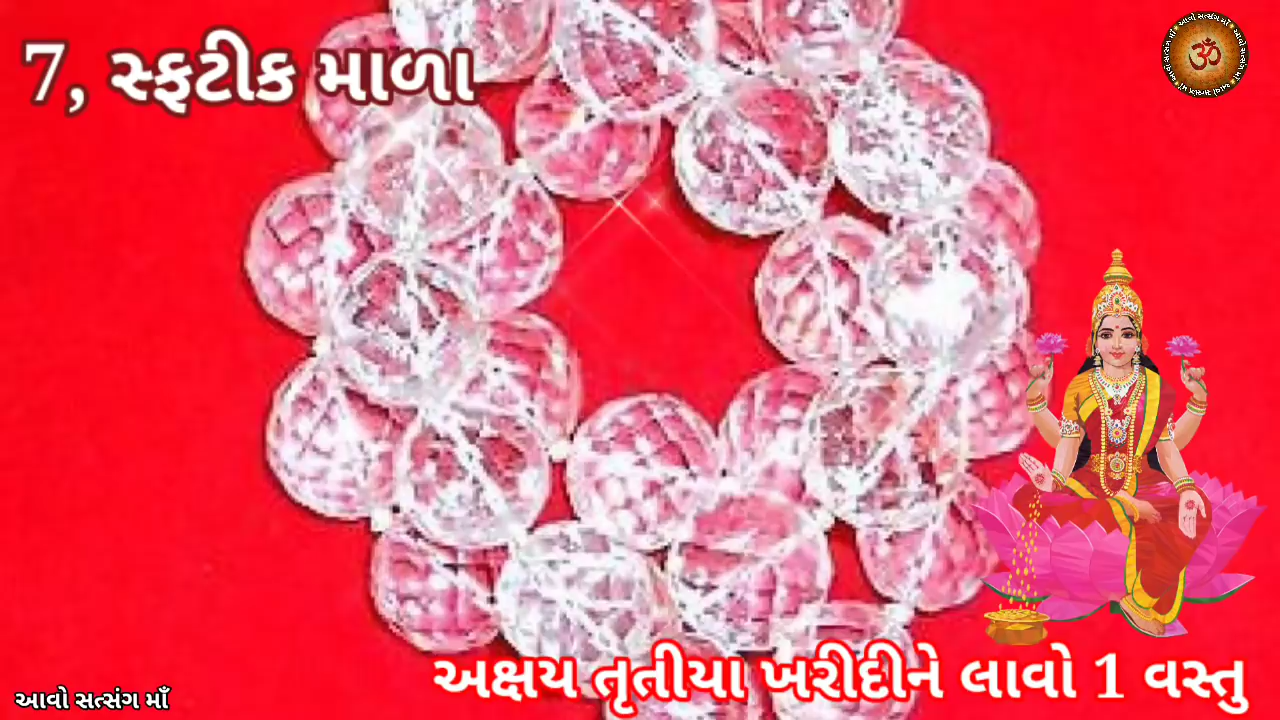 7, સ્ફટીક માળા
ૐ
અક્ષય તૃતીયા ખરીદીને લાવો 1 વસ્તુ
આવો સત્સંગ માઁ